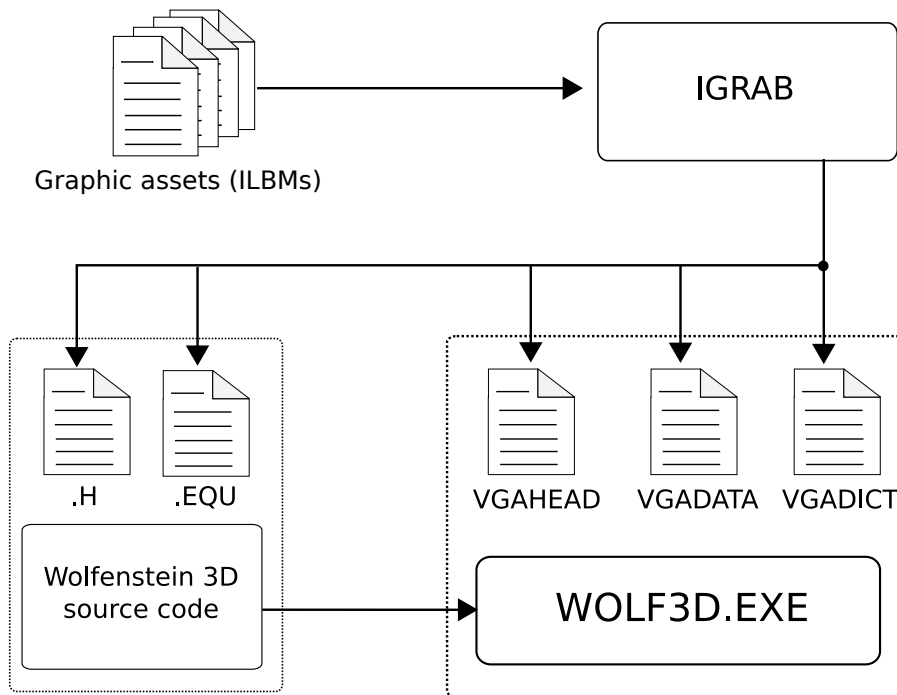 IGRAB
Graphic assets (ILBMs)
.H
.EQU
VGAHEAD
VGADATA
VGADICT
Wolfenstein 3D
source code
WOLF3D.EXE